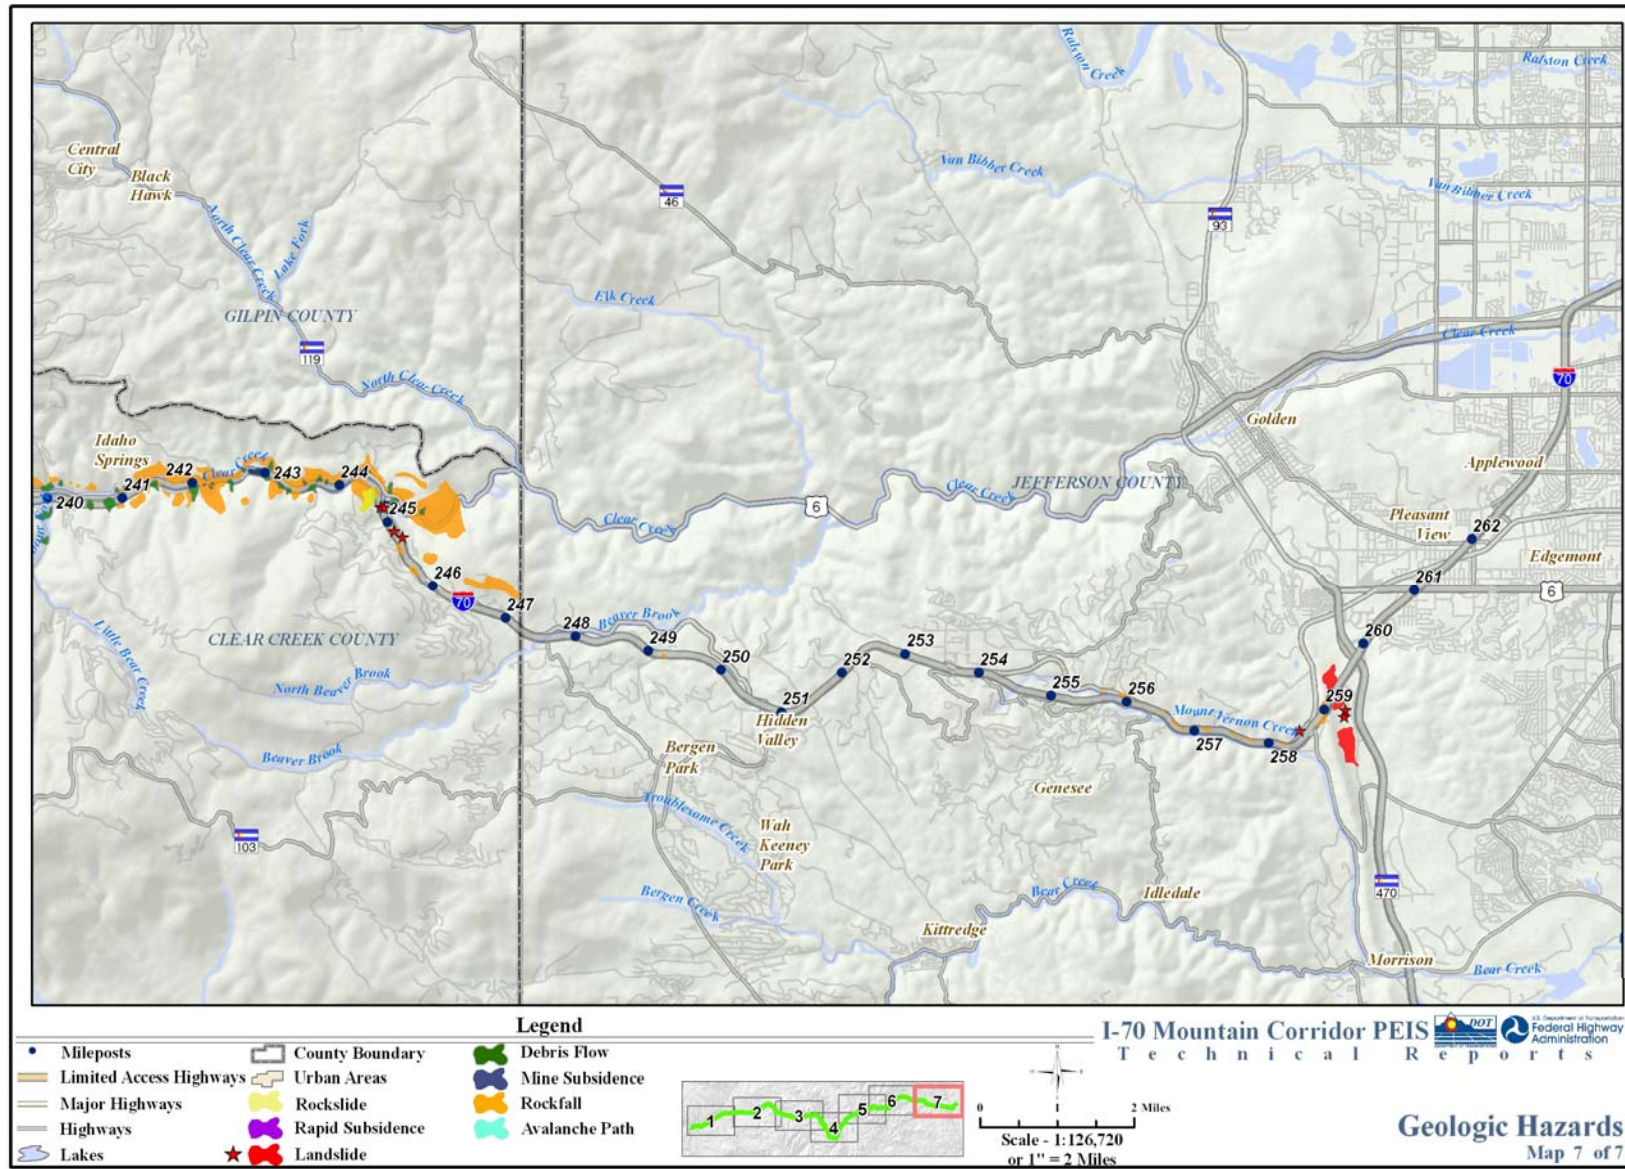 Ralston Creek
Ralston Creek
Central
City
Black
Hawk
Van Bibber Creek
Van Bibber Creek
46
93
North Clear Creek
Lake Fork
Elk Creek
GILPIN COUNTY
119
Clear Creek
North Clear Creek
70
Golden
Idaho
Springs
Applewood
240
241
242
Clear Creek
243
244
245
JEFFERSON COUNTY
Clear Creek
6
Clear Creek
Pleasant
View
262
Edgemont
246
70
247
261
6
CLEAR CREEK COUNTY
Little Bear Creek
248
Beaver Brook
249
250
251
252
253
254
255
256
260
259
North Beaver Brook
Mount Vernon Creek
257
258
Hidden
Valley
Beaver Brook
Bergen
Park
Genesee
Troublesome Creek
Wah
Keeney
Park
103
Bergen Creek
Bear Creek
Idledale
470
Kittredge
Morrison
Bear Creek
Legend
Mileposts
Limited Access Highways
Major Highways
Highways
Lakes
County Boundary
Urban Areas
Rockslide
Rapid Subsidence
Landslide
Debris Flow
Mine Subsidence
Rockfall
Avalanche Path
1 2 3 4 5 6 7
N
0 1 2 Miles
Scale - 1:126,720
or 1" = 2 Miles
I-70 Mountain Corridor PEIS
DOT
U.S. Department of Transportation
Federal Highway
Administration
Technical Reports
Geologic Hazards
Map 7 of 7